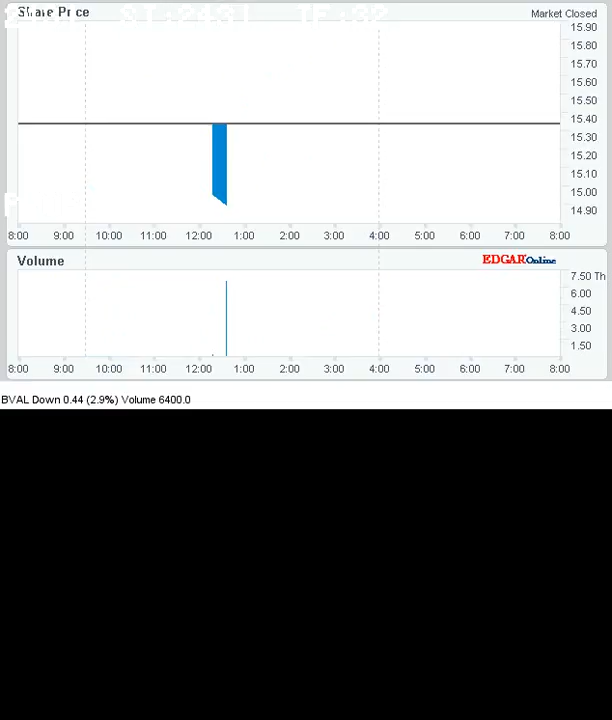 Share Price
Market Closed
15.90
15.80
15.70
15.60
15.50
15.40
15.30
15.20
15.10
15.00
14.90
8:00 9:00 10:00 11:00 12:00 1:00 2:00 3:00 4:00 5:00 6:00 7:00 8:00
Volume
EDGAR Online
7.50 Th
6.00
4.50
3.00
1.50
8:00 9:00 10:00 11:00 12:00 1:00 2:00 3:00 4:00 5:00 6:00 7:00 8:00
BVAL Down 0.44 (2.9%) Volume 6400.0